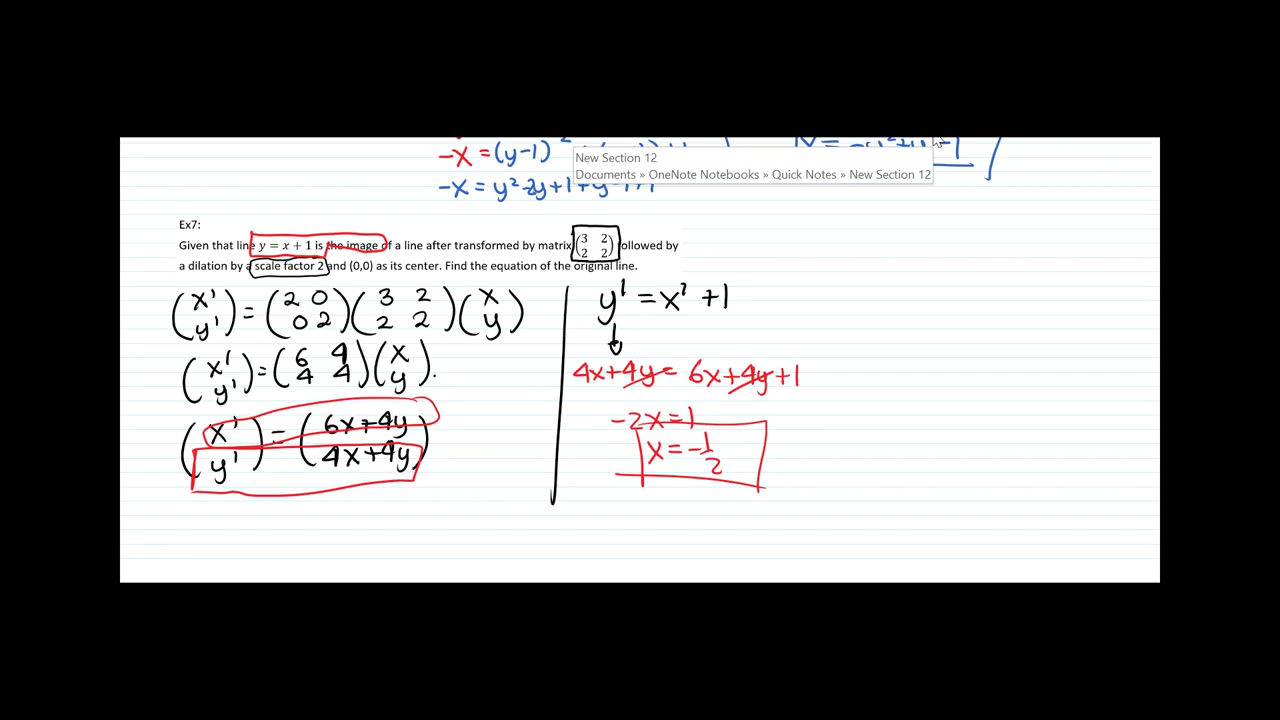 -x = (y-1)²
New Section 12
Documents » OneNote Notebooks » Quick Notes » New Section 12
-x = y²-2y+1+y-1+1
Ex7:
Given that line y = x + 1 is the image of a line after transformed by matrix (3 2 2 2) followed by
a dilation by a scale factor 2 and (0,0) as its center. Find the equation of the original line.
(x' y') = (2 0 0 2)(3 2 2 2)(x y)
(x' y') = (6 4 4 4)(x y).
(x' y') = (6x+4y 4x+4y)
y' = x' + 1
4x+4y = 6x+4y+1
-2x = 1
x = -1/2